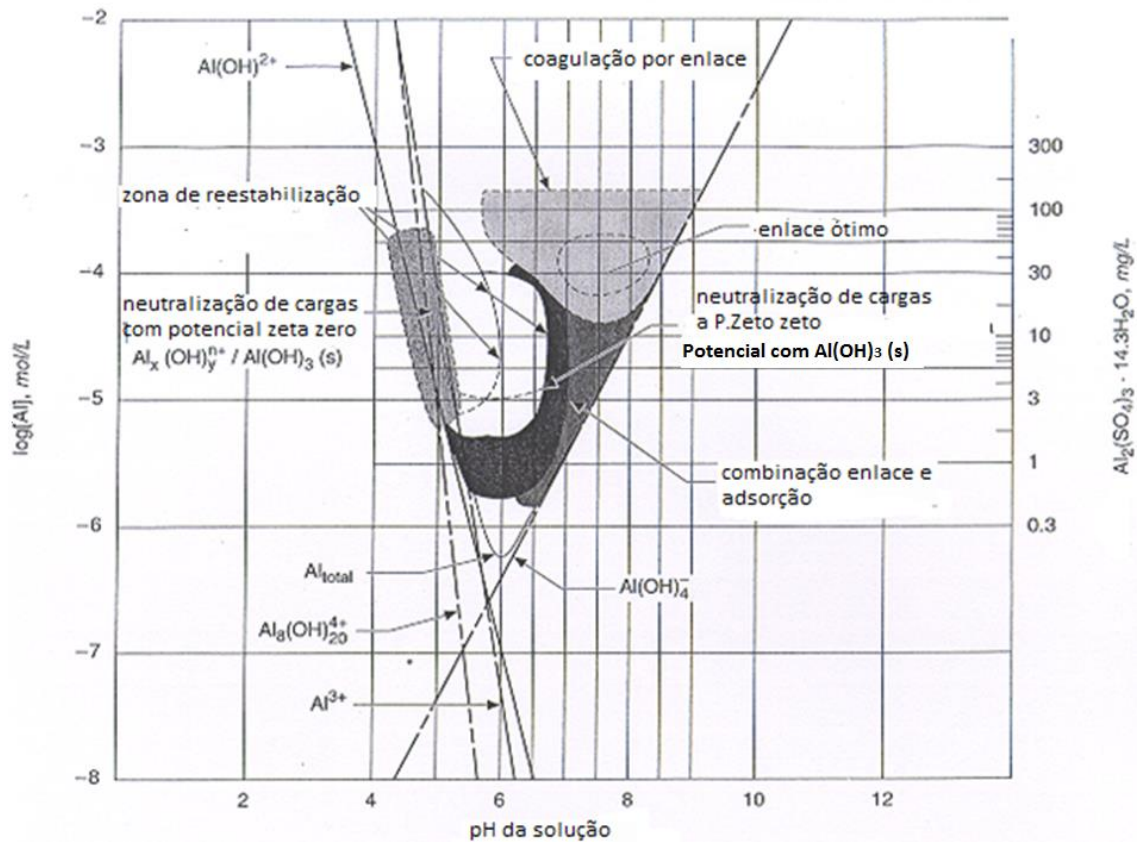 -2
Al(OH)²⁺
coagulação por enlace
-3
300
zona de reestabilização
100
enlace ótimo
-4
30
neutralização de cargas
com potencial zeta zero
Alₓ (OH)ᵧⁿ⁺ / Al(OH)₃ (s)
neutralização de cargas
a P.Zeto zeto
Potencial com Al(OH)₃ (s)
10
log[Al], mol/L
Al₂(SO₄)₃ · 14.3H₂O, mg/L
-5
3
1
combinação enlace e
adsorção
-6
0.3
Al total
Al(OH)₄⁻
Al₈(OH)₂₀⁴⁺
-7
Al³⁺
-8
2 4 6 8 10 12
pH da solução